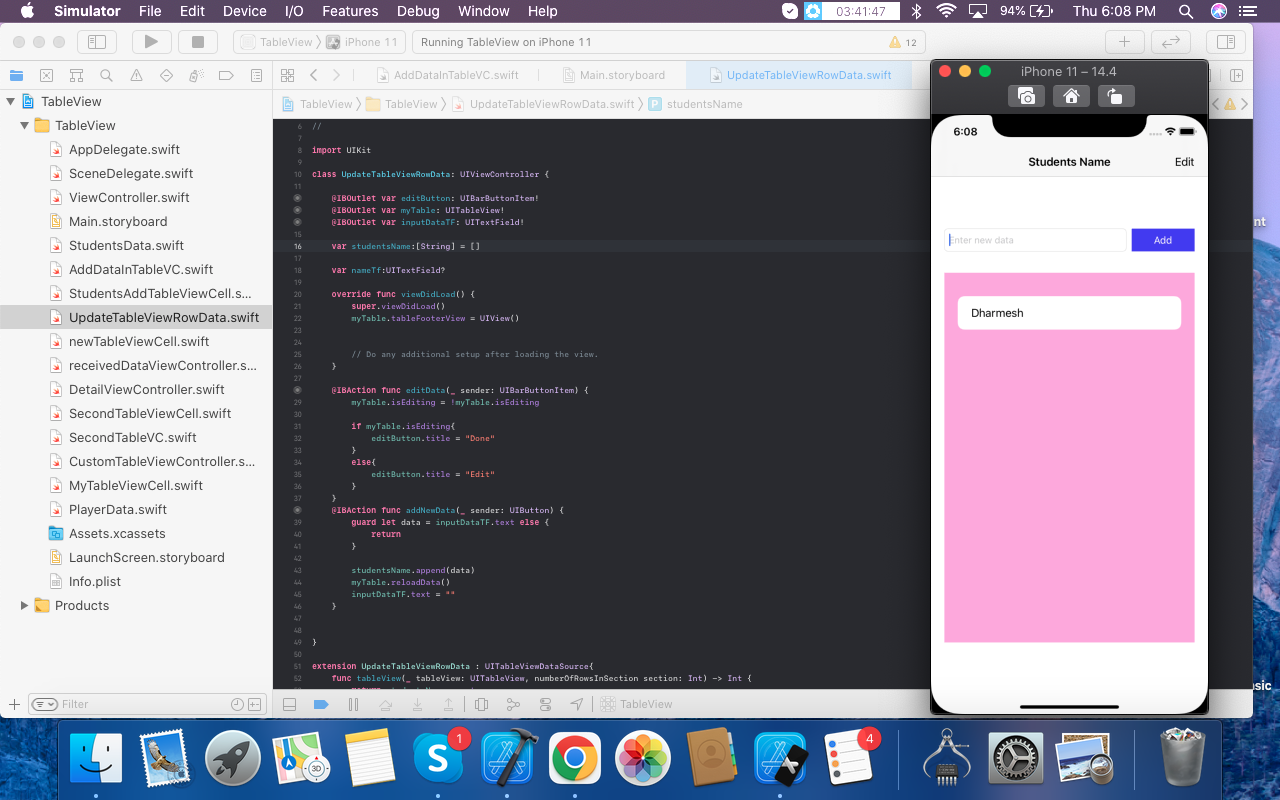 Simulator File Edit Device I/O Features Debug Window Help 03:41:47 94% Thu 6:08 PM
TableView iPhone 11 Running TableView on iPhone 11 12
AddDataInTableVC.swift Main.storyboard UpdateTableViewRowData.swift
TableView TableView UpdateTableViewRowData.swift P studentsName
TableView
TableView
AppDelegate.swift
SceneDelegate.swift
ViewController.swift
Main.storyboard
StudentsData.swift
AddDataInTableVC.swift
StudentsAddTableViewCell.s...
UpdateTableViewRowData.swift
newTableViewCell.swift
receivedDataViewController.s...
DetailViewController.swift
SecondTableViewCell.swift
SecondTableVC.swift
CustomTableViewController.s...
MyTableViewCell.swift
PlayerData.swift
Assets.xcassets
LaunchScreen.storyboard
Info.plist
Products
Filter
6 //
7
8 import UIKit
9
10 class UpdateTableViewRowData: UIViewController {
11
@IBOutlet var editButton: UIBarButtonItem!
@IBOutlet var myTable: UITableView!
@IBOutlet var inputDataTF: UITextField!
15
16 var studentsName:[String] = []
17
18 var nameTf:UITextField?
19
20 override func viewDidLoad() {
21 super.viewDidLoad()
22 myTable.tableFooterView = UIView()
23
24
25 // Do any additional setup after loading the view.
26 }
27
@IBAction func editData(_ sender: UIBarButtonItem) {
29 myTable.isEditing = !myTable.isEditing
30
31 if myTable.isEditing{
32 editButton.title = "Done"
33 }
34 else{
35 editButton.title = "Edit"
36 }
37 }
@IBAction func addNewData(_ sender: UIButton) {
39 guard let data = inputDataTF.text else {
40 return
41 }
42
43 studentsName.append(data)
44 myTable.reloadData()
45 inputDataTF.text = ""
46 }
47
48
49 }
50
51 extension UpdateTableViewRowData : UITableViewDataSource{
52 func tableView(_ tableView: UITableView, numberOfRowsInSection section: Int) -> Int {
TableView
iPhone 11 – 14.4
6:08
Students Name Edit
Enter new data Add
Dharmesh
nt
sic
1
3D
4